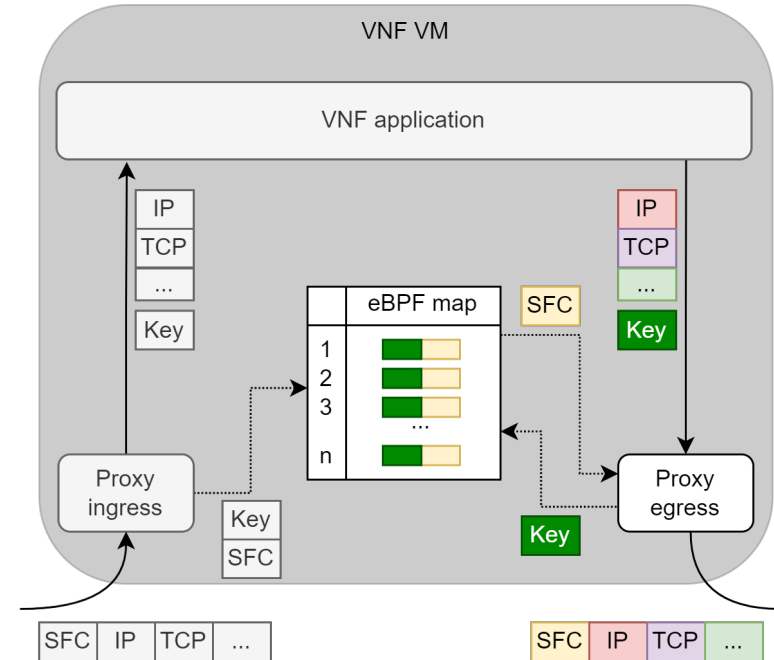 VNF VM
VNF application
IP
TCP
...
Key
IP
TCP
...
Key
eBPF map
SFC
1
2
3
...
n
Proxy
ingress
Key
SFC
Key
Proxy
egress
SFC IP TCP ...
SFC IP TCP ...